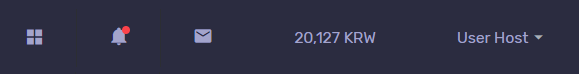 20,127 KRW
User Host